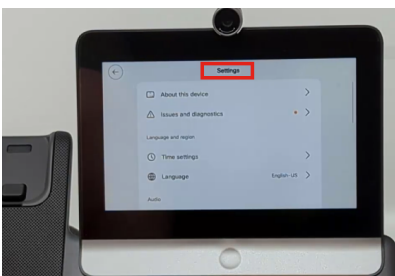 Settings
About this device
Issues and diagnostics
Language and region
Time settings
Language English-US
Audio